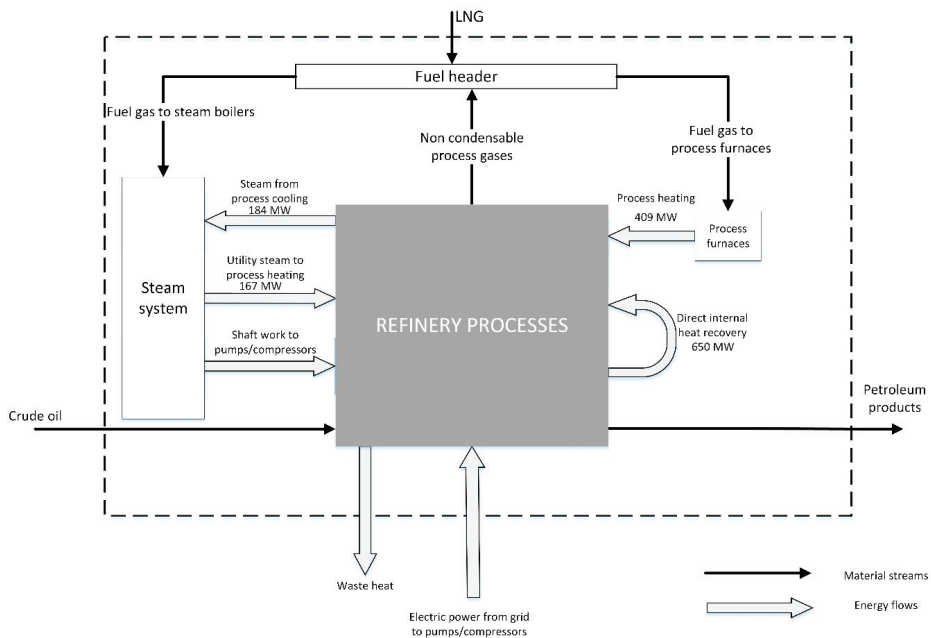 LNG
Fuel header
Fuel gas to steam boilers
Non condensable
process gases
Fuel gas to
process furnaces
Steam from
process cooling
184 MW
Process heating
409 MW
Process
furnaces
Utility steam to
process heating
167 MW
Steam
system
REFINERY PROCESSES
Direct internal
heat recovery
650 MW
Shaft work to
pumps/compressors
Crude oil
Petroleum
products
Waste heat
Electric power from grid
to pumps/compressors
Material streams
Energy flows